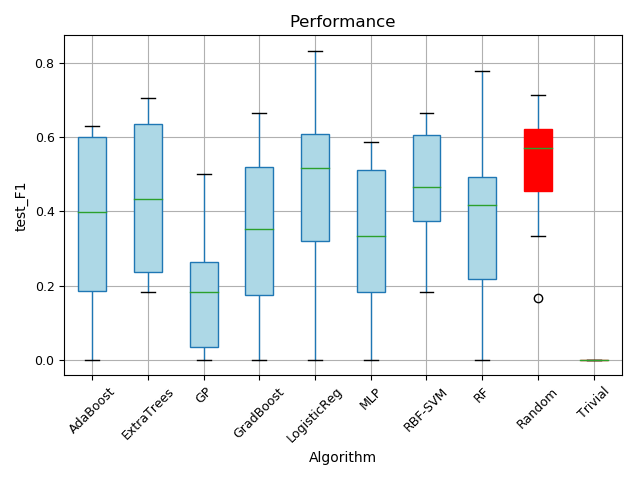 Performance
test_F1
0.8
0.6
0.4
0.2
0.0
AdaBoost
ExtraTrees
GP
GradBoost
LogisticReg
MLP
RBF-SVM
RF
Random
Trivial
Algorithm